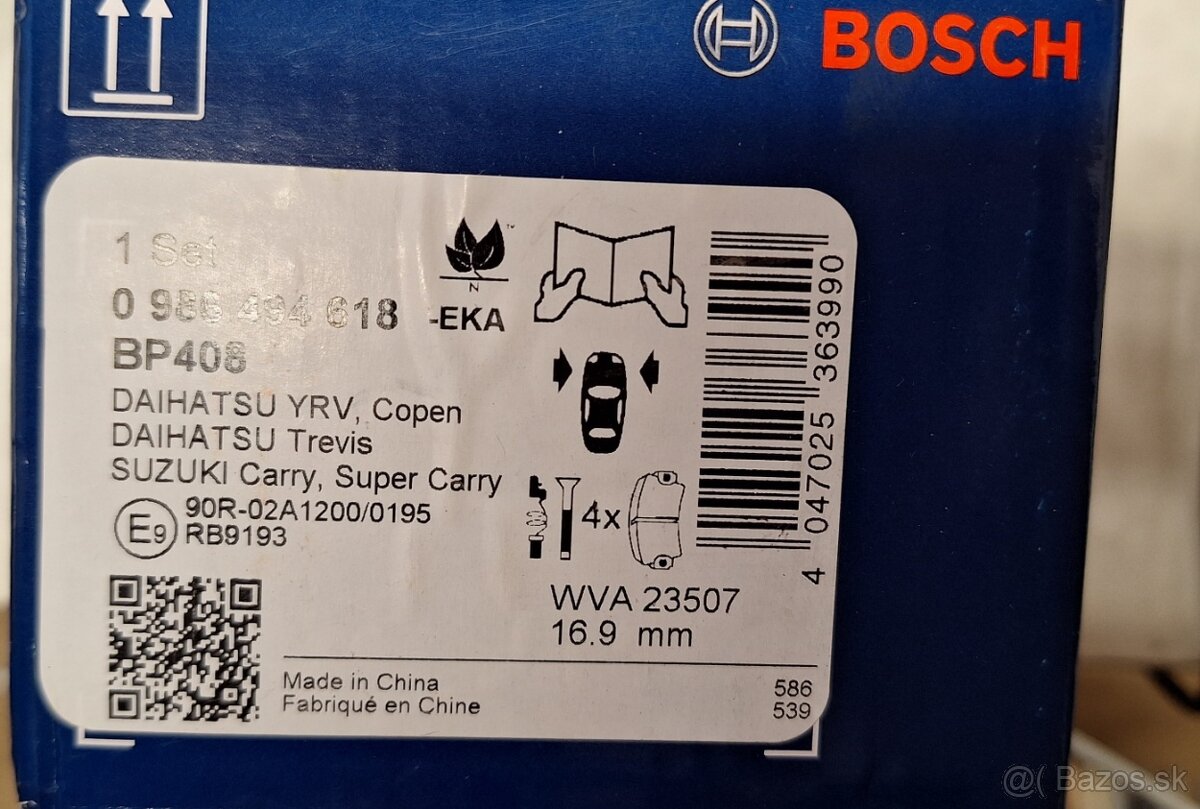 BOSCH
1 Set
0 986 494 618 -EKA
BP408
DAIHATSU YRV, Copen
DAIHATSU Trevis
SUZUKI Carry, Super Carry
E9 90R-02A1200/0195
RB9193
N
™
4x
WVA 23507
16.9 mm
4 047025 363990
Made in China
Fabriqué en Chine
586
539
@( Bazos.sk